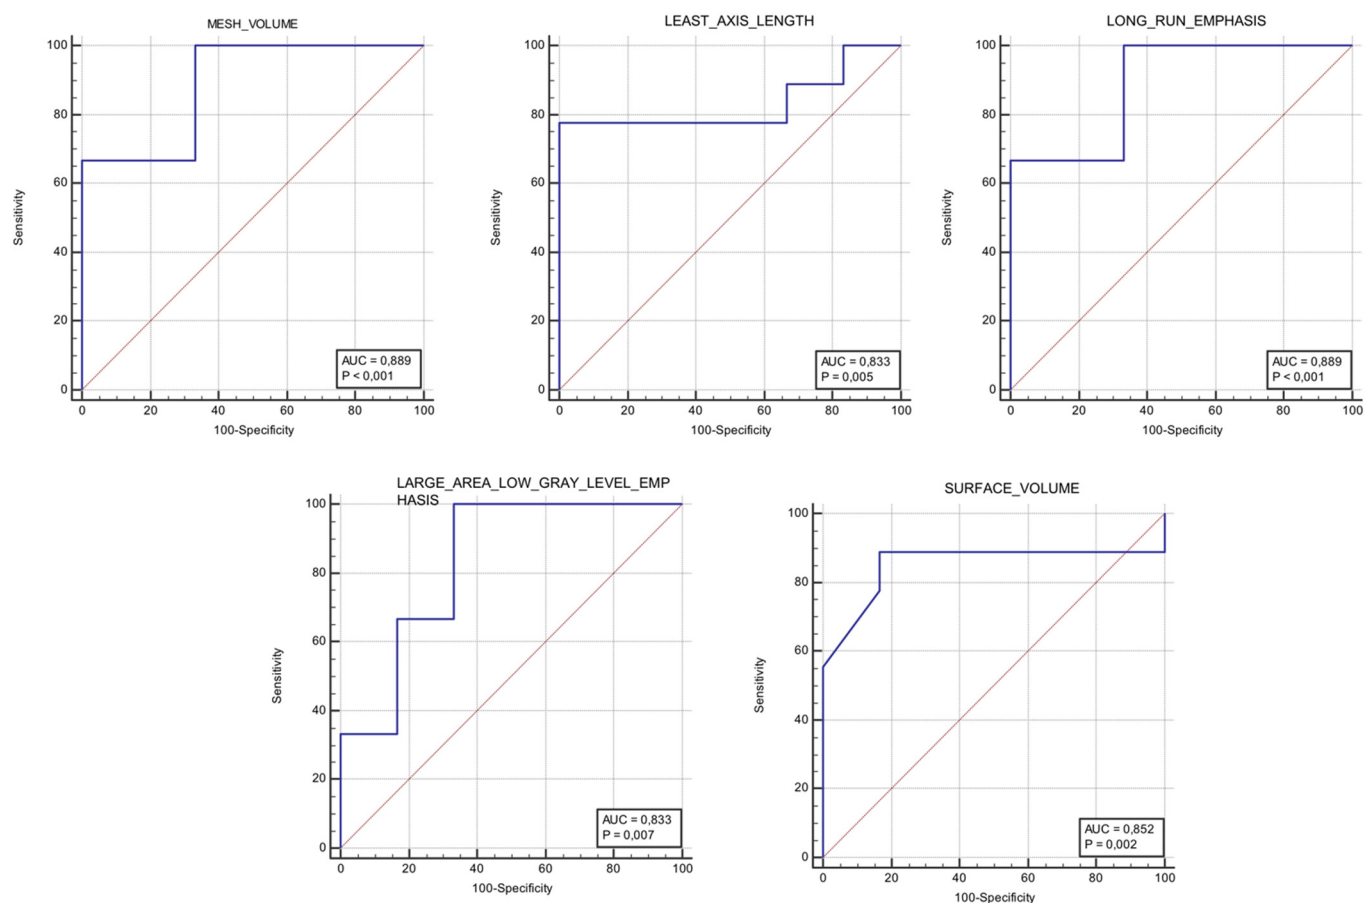 MESH_VOLUME
100
80
60
40
20
0
Sensitivity
AUC = 0,889
P < 0,001
0 20 40 60 80 100
100-Specificity
LEAST_AXIS_LENGTH
100
80
60
40
20
0
Sensitivity
AUC = 0,833
P = 0,005
0 20 40 60 80 100
100-Specificity
LONG_RUN_EMPHASIS
100
80
60
40
20
0
Sensitivity
AUC = 0,889
P < 0,001
0 20 40 60 80 100
100-Specificity
LARGE_AREA_LOW_GRAY_LEVEL_EMP
HASIS
100
80
60
40
20
0
Sensitivity
AUC = 0,833
P = 0,007
0 20 40 60 80 100
100-Specificity
SURFACE_VOLUME
100
80
60
40
20
0
Sensitivity
AUC = 0,852
P = 0,002
0 20 40 60 80 100
100-Specificity